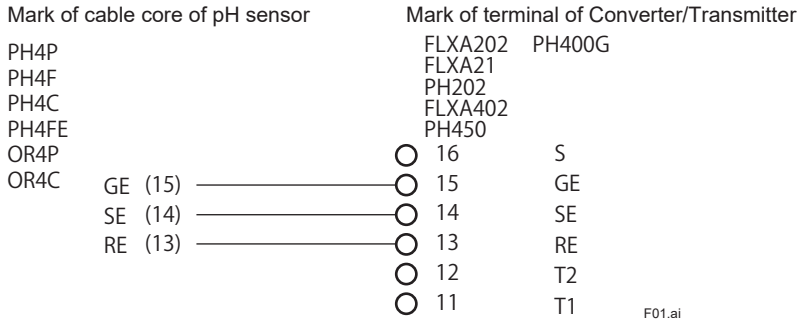 Mark of cable core of pH sensor Mark of terminal of Converter/Transmitter
PH4P
PH4F
PH4C
PH4FE
OR4P
OR4C
FLXA202 PH400G
FLXA21
PH202
FLXA402
PH450
16 S
GE (15) 15 GE
SE (14) 14 SE
RE (13) 13 RE
12 T2
11 T1
F01.ai